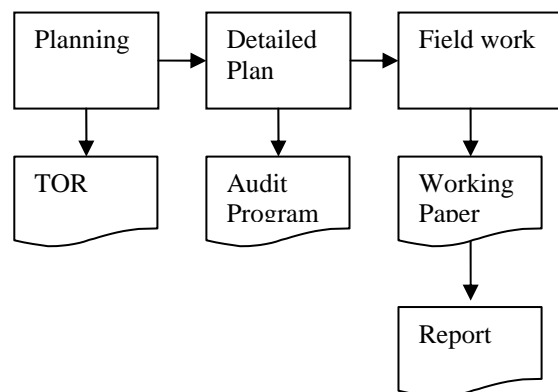 Planning
Detailed
Plan
Field work
TOR
Audit
Program
Working
Paper
Report